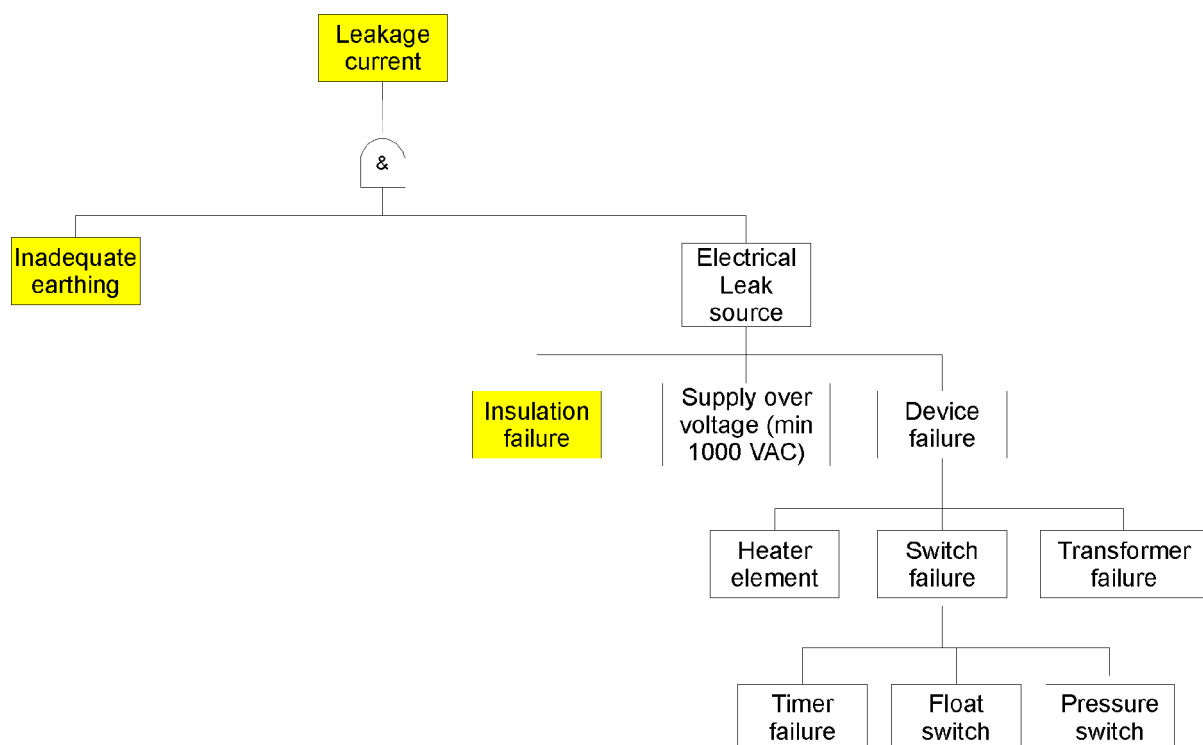 Leakage
current
&
Inadequate
earthing
Electrical
Leak
source
Insulation
failure
Supply over
voltage (min
1000 VAC)
Device
failure
Heater
element
Switch
failure
Transformer
failure
Timer
failure
Float
switch
Pressure
switch